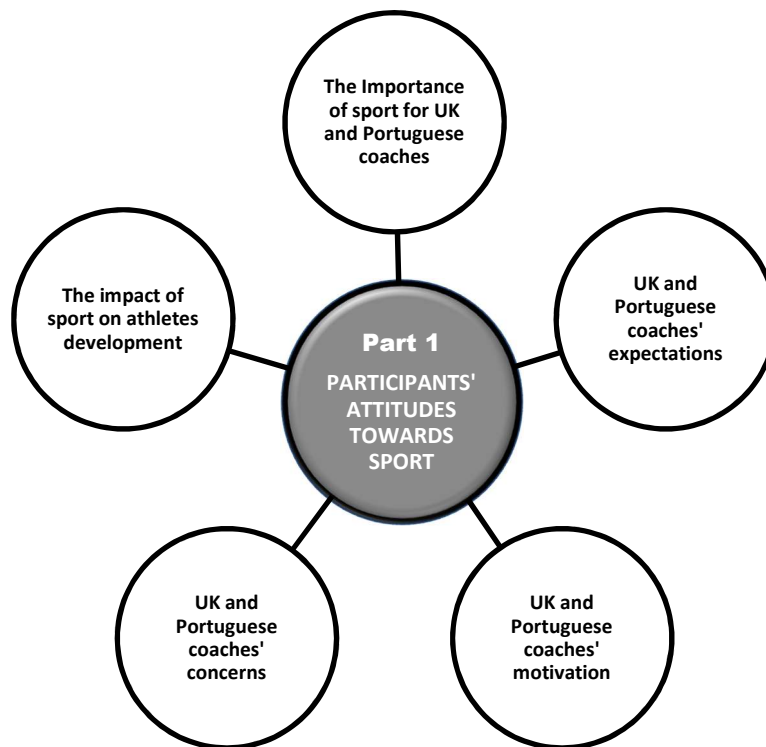 The Importance
of sport for UK
and Portuguese
coaches
UK and
Portuguese
coaches'
expectations
UK and
Portuguese
coaches'
motivation
UK and
Portuguese
coaches'
concerns
The impact of
sport on athletes
development
Part 1
PARTICIPANTS'
ATTITUDES
TOWARDS
SPORT